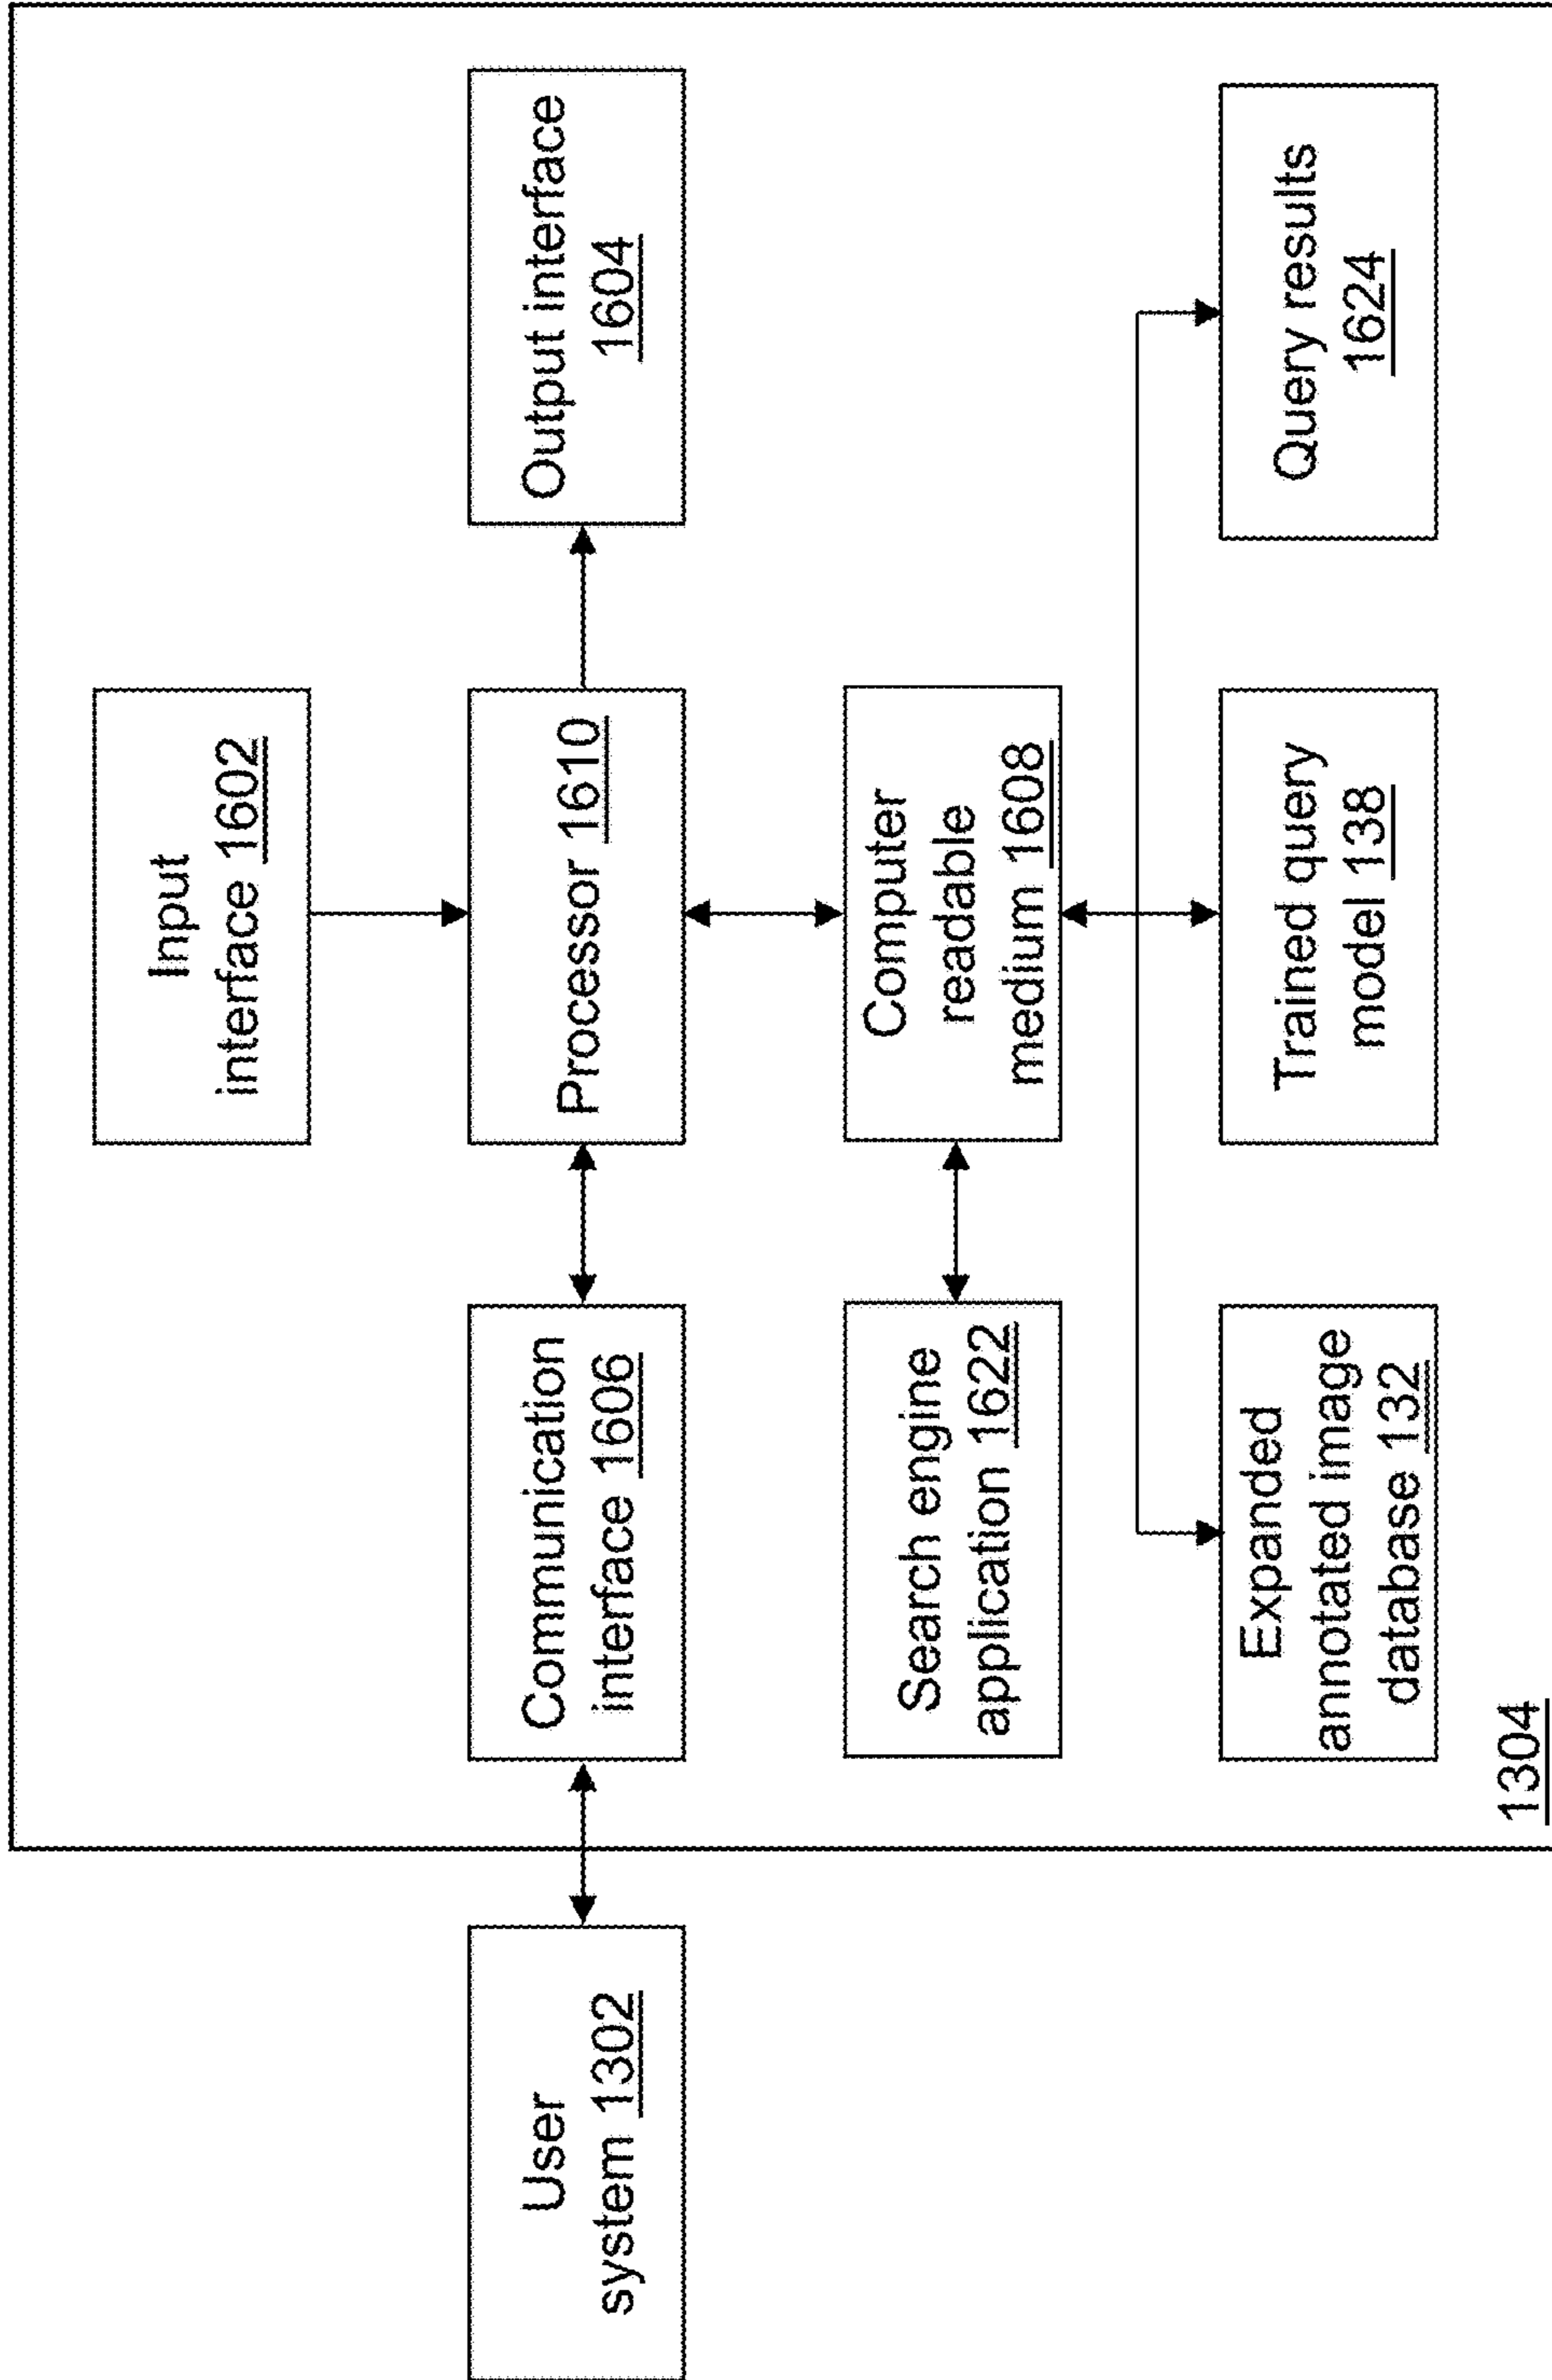 Input
interface 1602
User
system 1302
Communication
interface 1606
Processor 1610
Output interface
1604
Search engine
application 1622
Computer
readable
medium 1608
Expanded
annotated image
database 132
Trained query
model 138
Query results
1624
1304